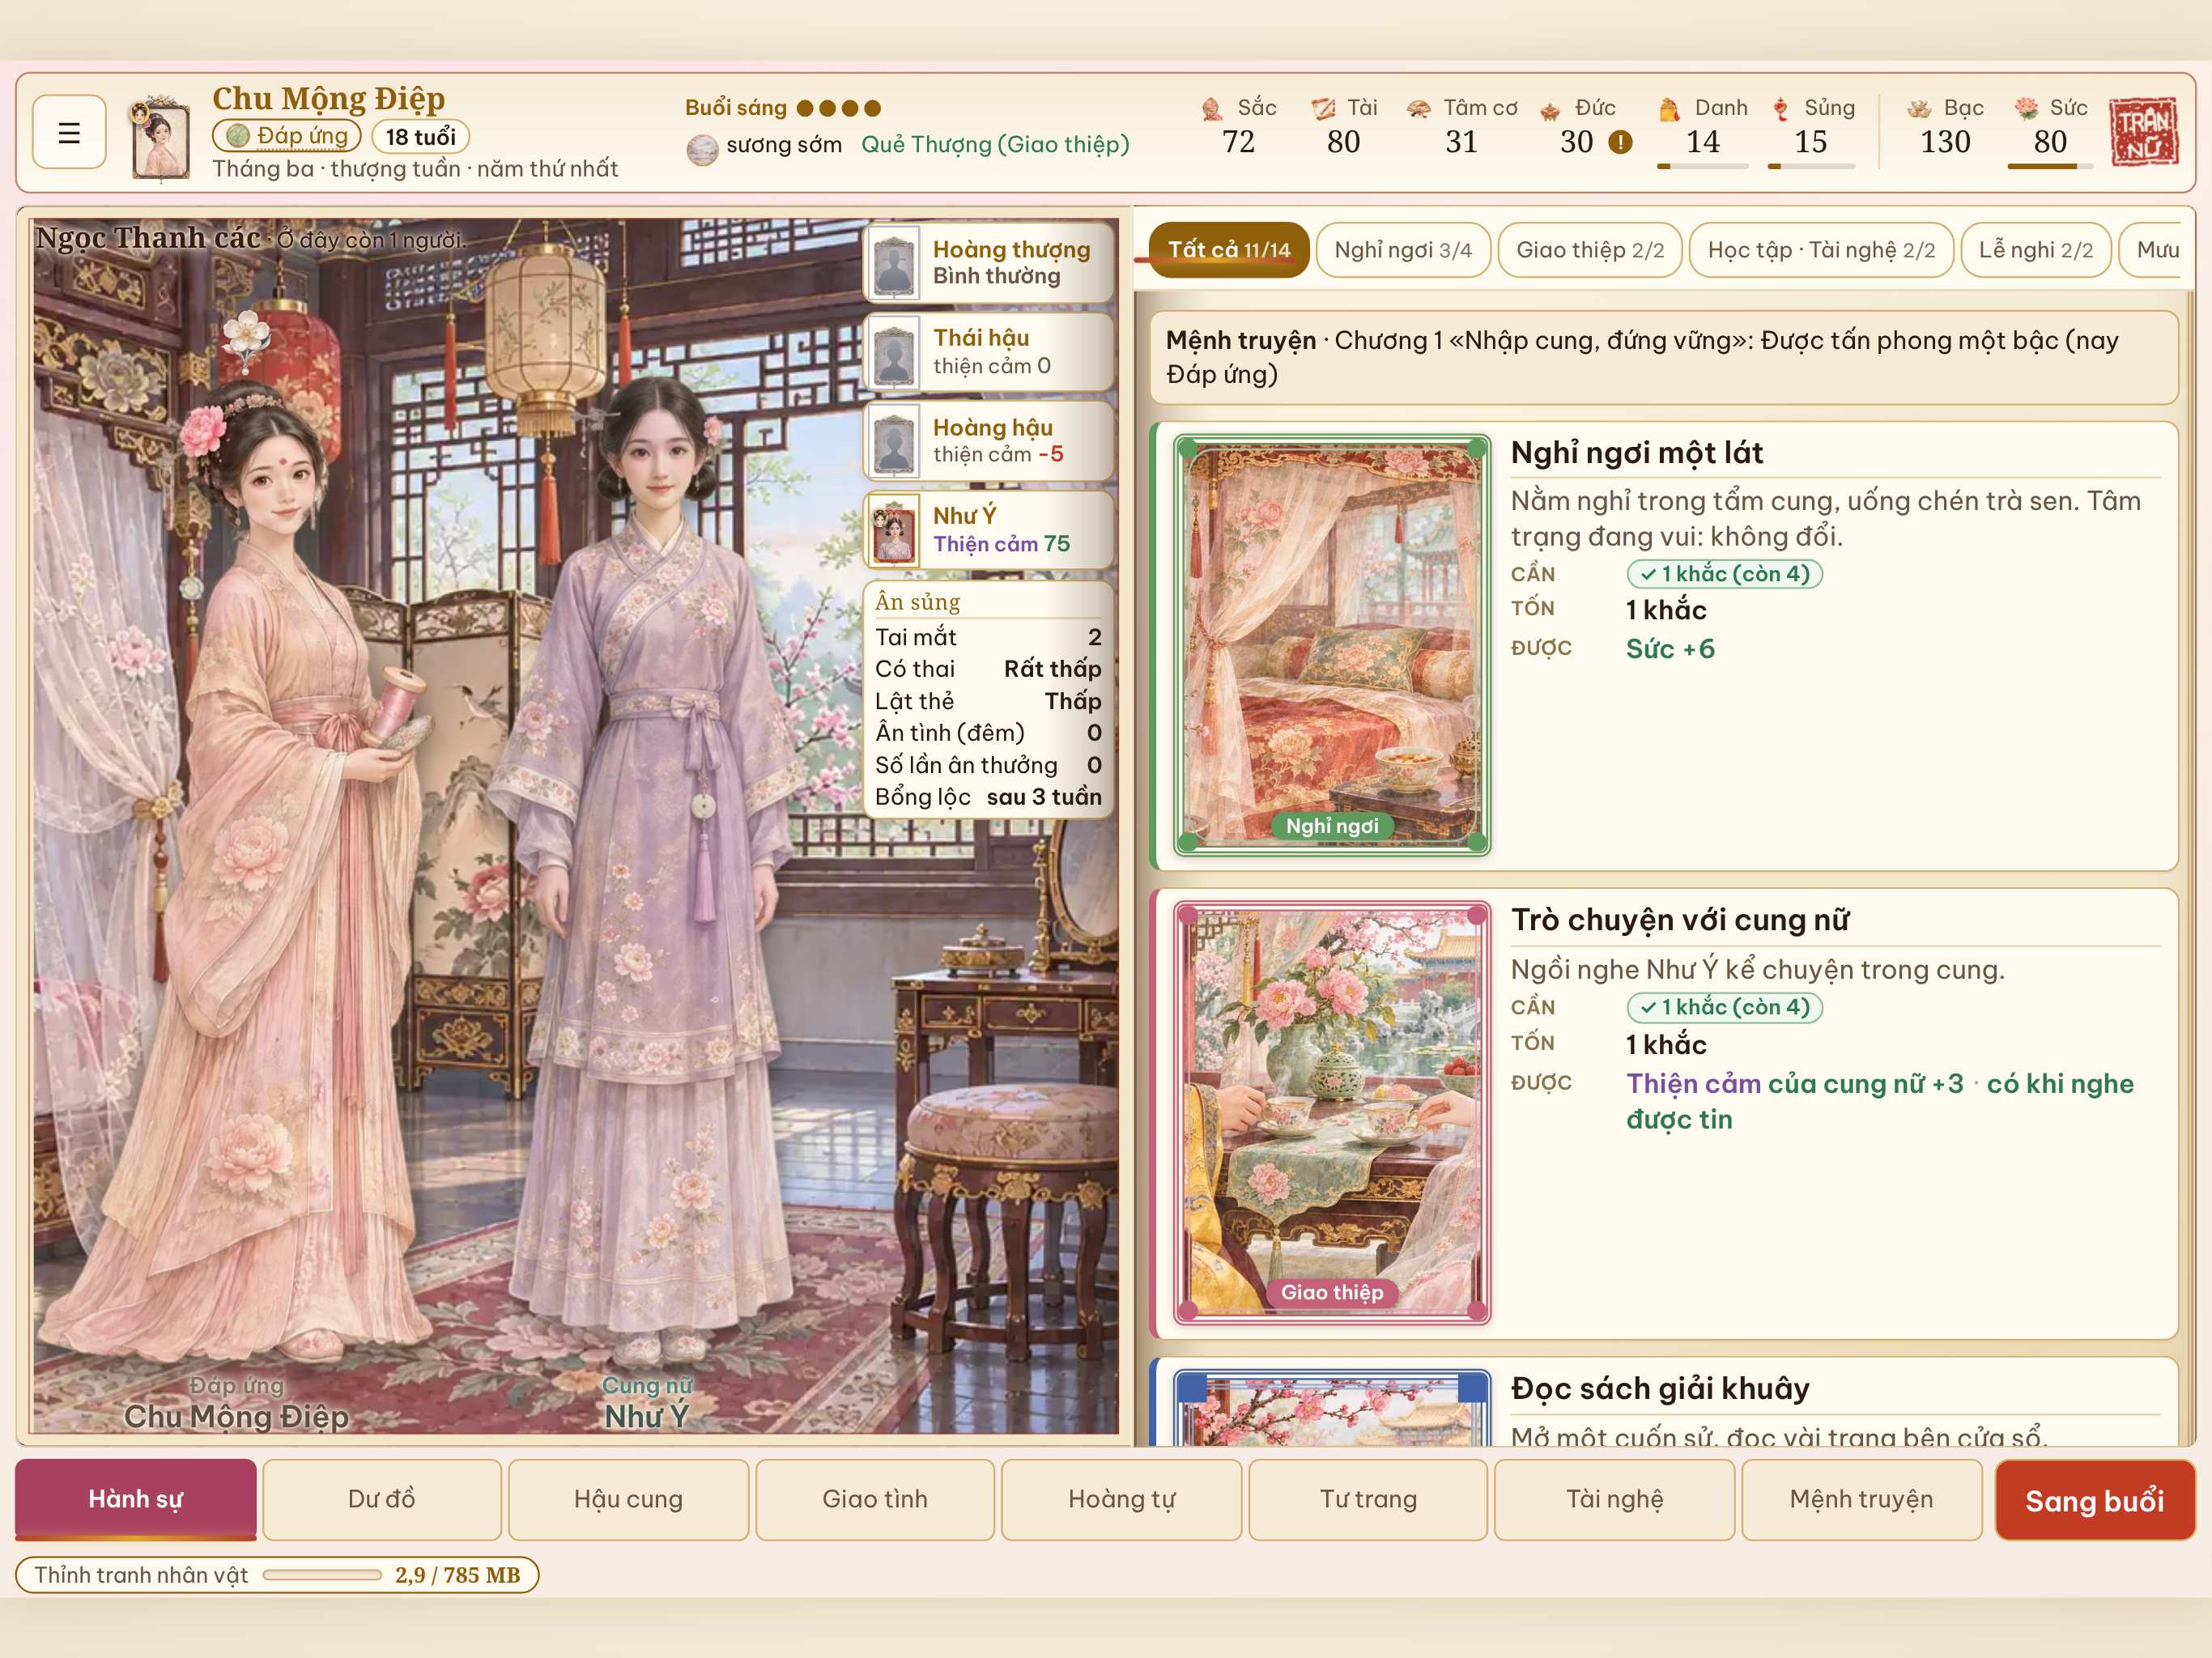 ☰
Chu Mộng Điệp
Đáp ứng 18 tuổi
Tháng ba · thượng tuần · năm thứ nhất
Buổi sáng
sương sớm Quẻ Thượng (Giao thiệp)
Sắc Tài Tâm cơ Đức Danh Sủng Bạc Sức
72 80 31 30 ! 14 15 130 80
TRÂN
NỮ
Ngọc Thanh các · Ở đây còn 1 người.
Hoàng thượng
Bình thường
Thái hậu
thiện cảm 0
Hoàng hậu
thiện cảm -5
Như Ý
Thiện cảm 75
Ân sủng
Tai mắt 2
Có thai Rất thấp
Lật thẻ Thấp
Ân tình (đêm) 0
Số lần ân thưởng 0
Bổng lộc sau 3 tuần
Đáp ứng
Chu Mộng Điệp
Cung nữ
Như Ý
Tất cả 11/14 Nghỉ ngơi 3/4 Giao thiệp 2/2 Học tập · Tài nghệ 2/2 Lễ nghi 2/2 Mưu
Mệnh truyện · Chương 1 «Nhập cung, đứng vững»: Được tấn phong một bậc (nay
Đáp ứng)
Nghỉ ngơi
Nghỉ ngơi một lát
Nằm nghỉ trong tẩm cung, uống chén trà sen. Tâm
trạng đang vui: không đổi.
CẦN ✓ 1 khắc (còn 4)
TỐN 1 khắc
ĐƯỢC Sức +6
Giao thiệp
Trò chuyện với cung nữ
Ngồi nghe Như Ý kể chuyện trong cung.
CẦN ✓ 1 khắc (còn 4)
TỐN 1 khắc
ĐƯỢC Thiện cảm của cung nữ +3 · có khi nghe
được tin
Đọc sách giải khuây
Mở một cuốn sử, đọc vài trang bên cửa sổ.
Hành sự Dư đồ Hậu cung Giao tình Hoàng tự Tư trang Tài nghệ Mệnh truyện Sang buổi
Thỉnh tranh nhân vật 2,9 / 785 MB